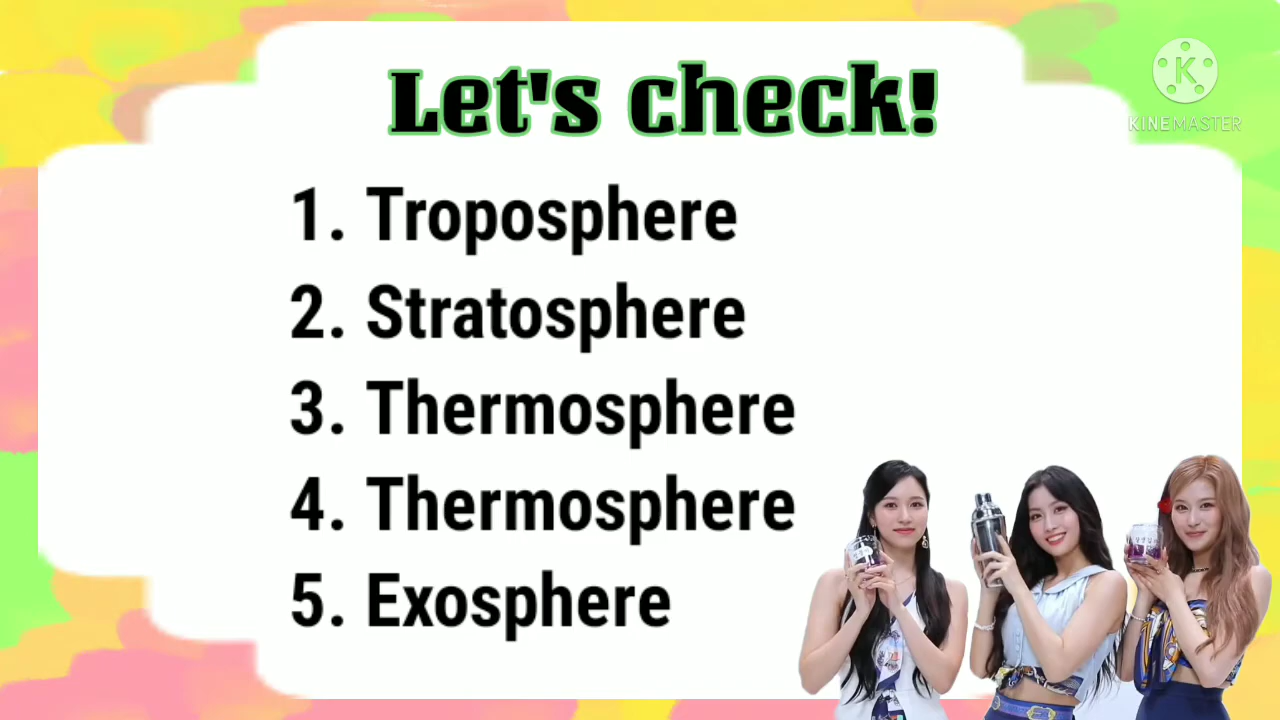 Let's check!
K
KINEMASTER
1. Troposphere
2. Stratosphere
3. Thermosphere
4. Thermosphere
5. Exosphere